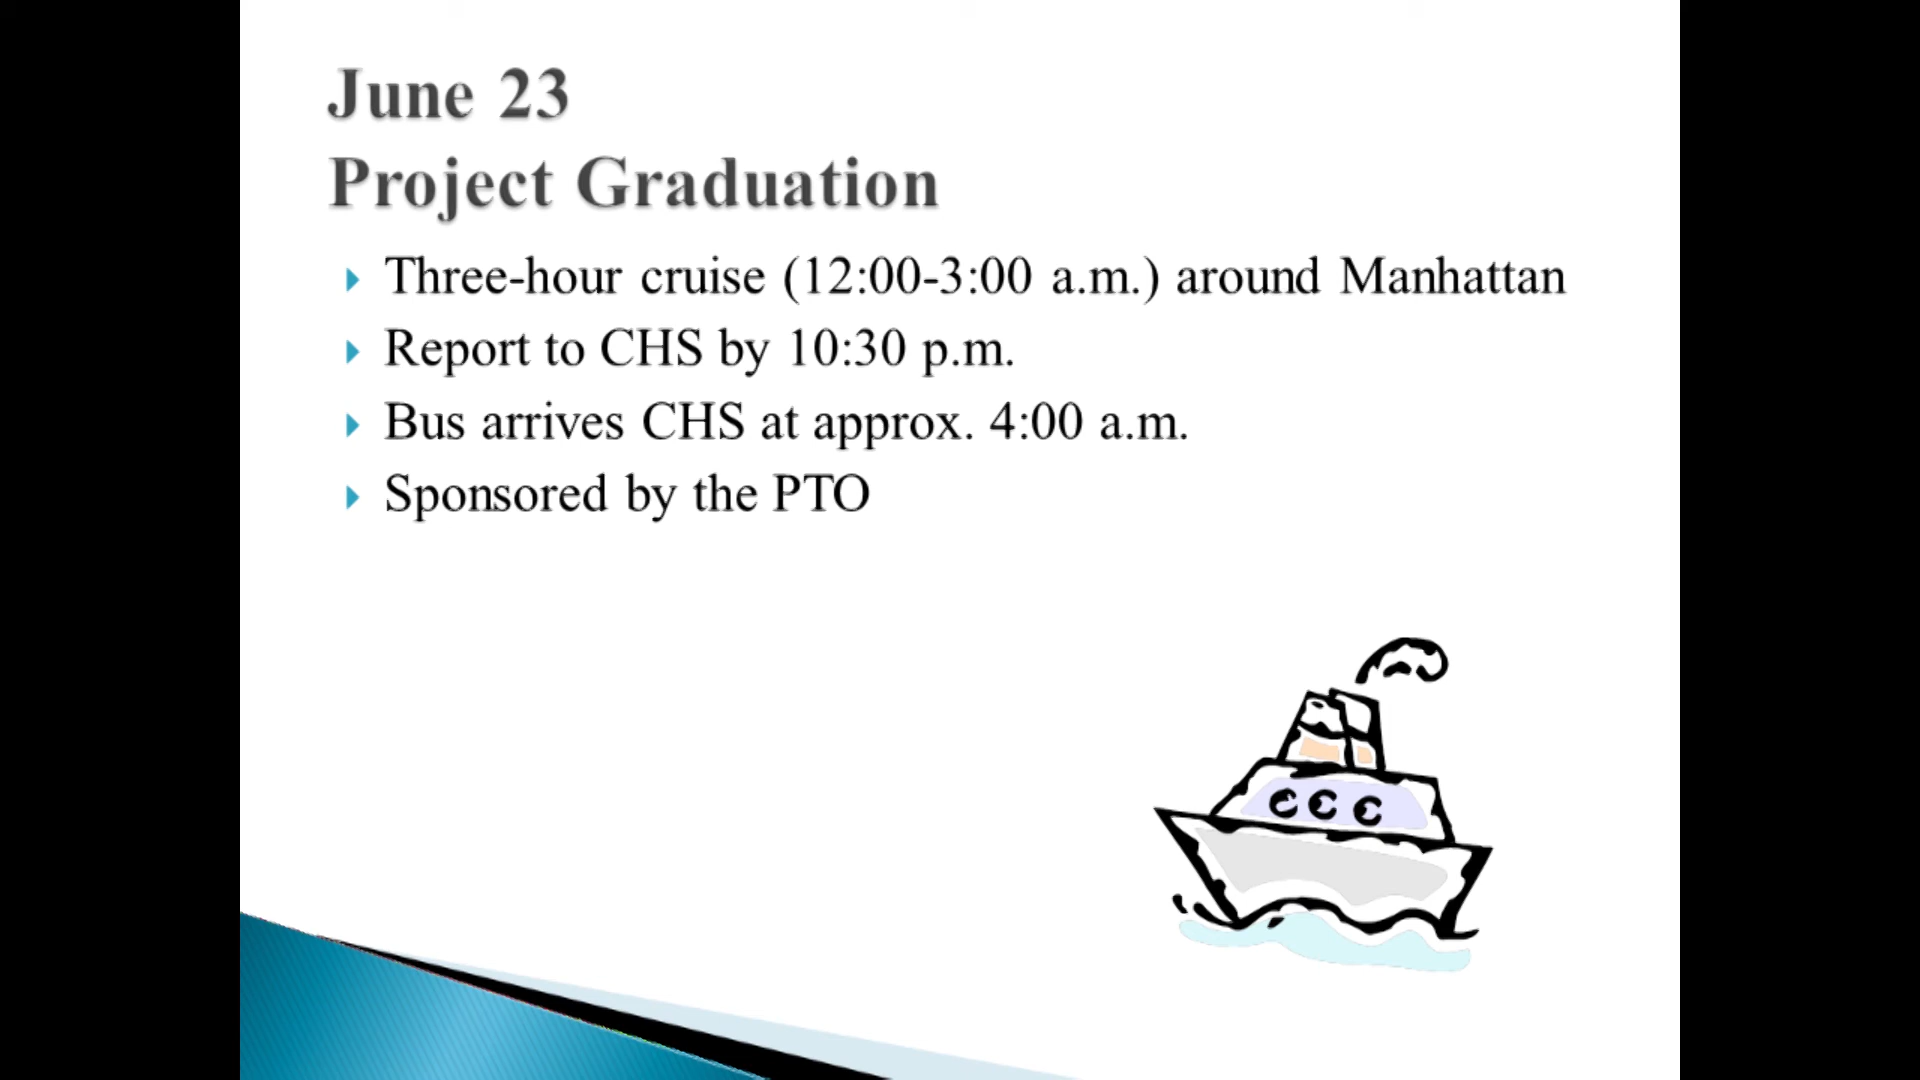 June 23
Project Graduation
Three-hour cruise (12:00-3:00 a.m.) around Manhattan
Report to CHS by 10:30 p.m.
Bus arrives CHS at approx. 4:00 a.m.
Sponsored by the PTO